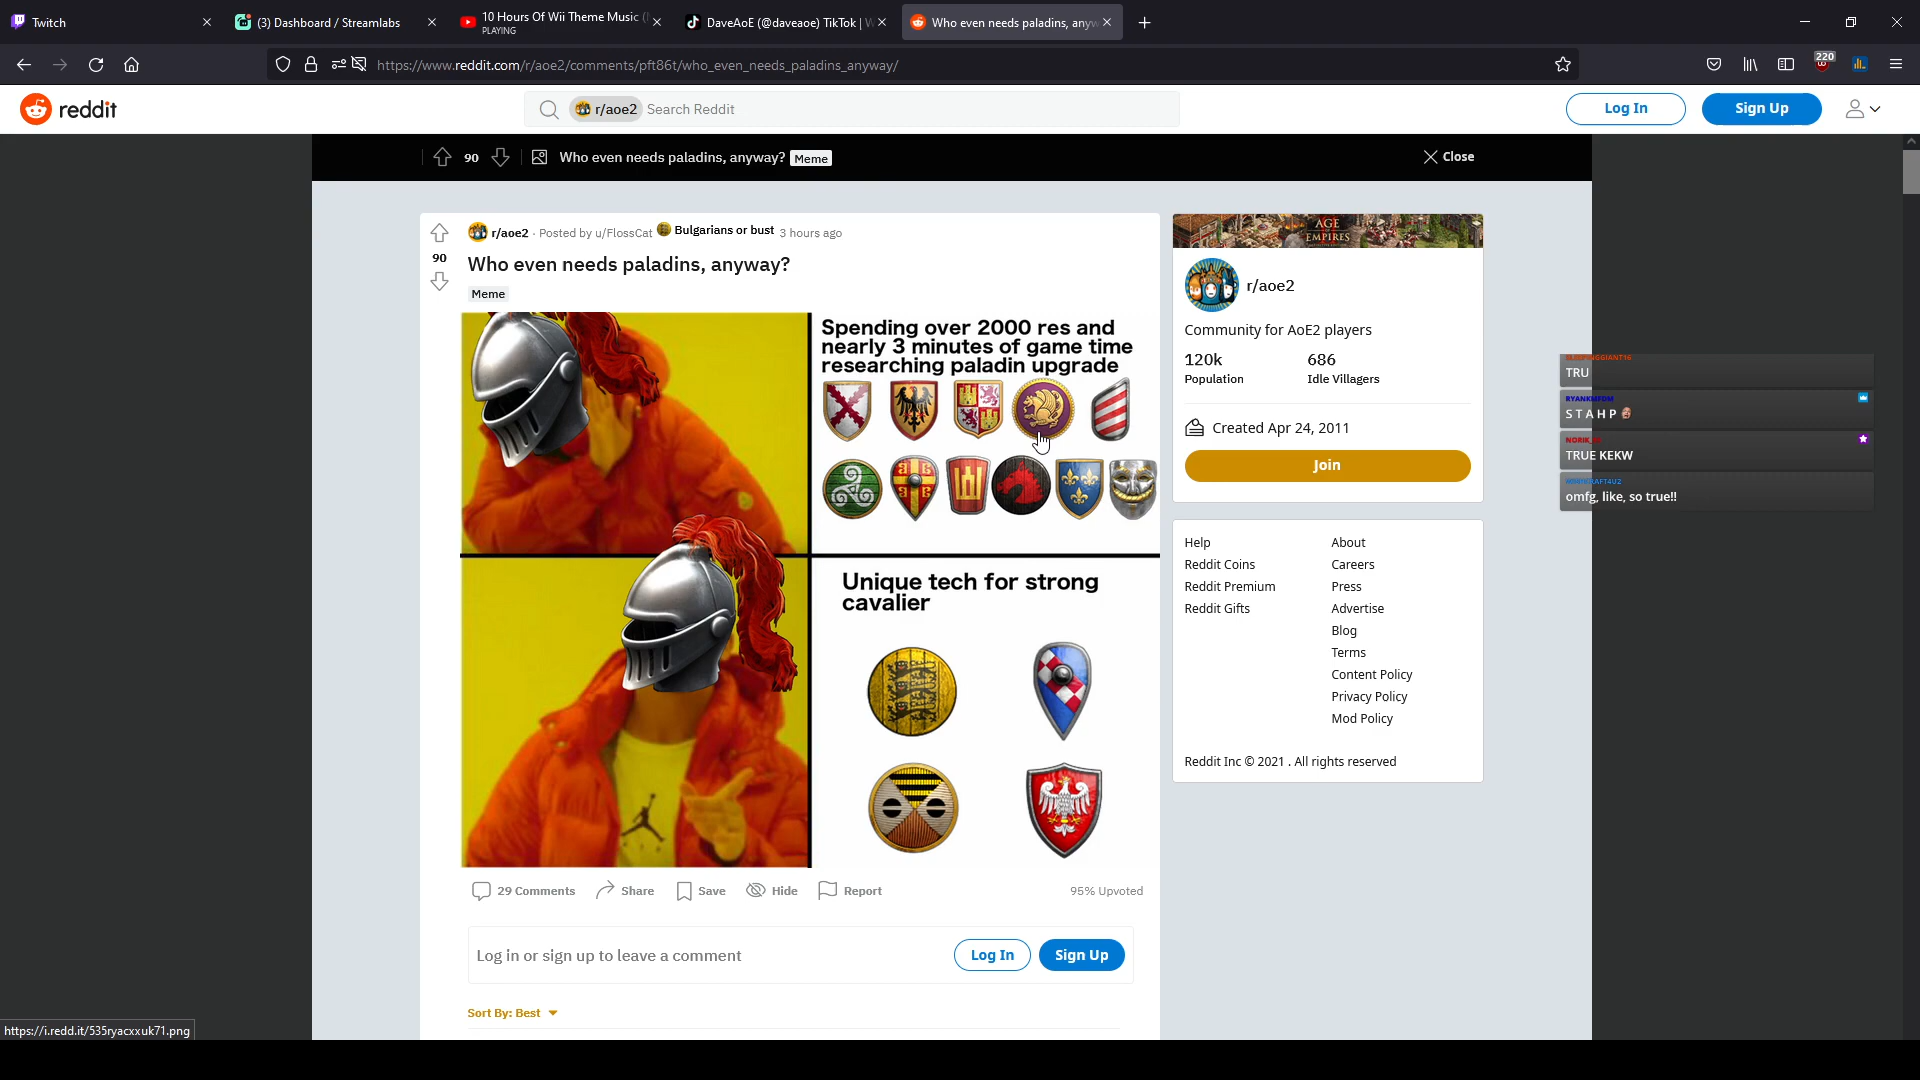 Twitch
(3) Dashboard / Streamlabs
10 Hours Of Wii Theme Music (
PLAYING
DaveAoE (@daveaoe) TikTok | W
Who even needs paladins, anyw
https://www.reddit.com/r/aoe2/comments/pft86t/who_even_needs_paladins_anyway/
220
reddit
r/aoe2 Search Reddit
Log In
Sign Up
90
Who even needs paladins, anyway? Meme
Close
r/aoe2 · Posted by u/FlossCat Bulgarians or bust 3 hours ago
90
Who even needs paladins, anyway?
Meme
Spending over 2000 res and
nearly 3 minutes of game time
researching paladin upgrade
Unique tech for strong
cavalier
29 Comments
Share
Save
Hide
Report
95% Upvoted
Log in or sign up to leave a comment
Log In
Sign Up
Sort By: Best
AGE
EMPIRES
r/aoe2
Community for AoE2 players
120k
Population
686
Idle Villagers
Created Apr 24, 2011
Join
Help
Reddit Coins
Reddit Premium
Reddit Gifts
About
Careers
Press
Advertise
Blog
Terms
Content Policy
Privacy Policy
Mod Policy
Reddit Inc © 2021 . All rights reserved
TRU
RYANKMFDM
S T A H P
TRUE KEKW
omfg, like, so true!!
https://i.redd.it/535ryacxxuk71.png